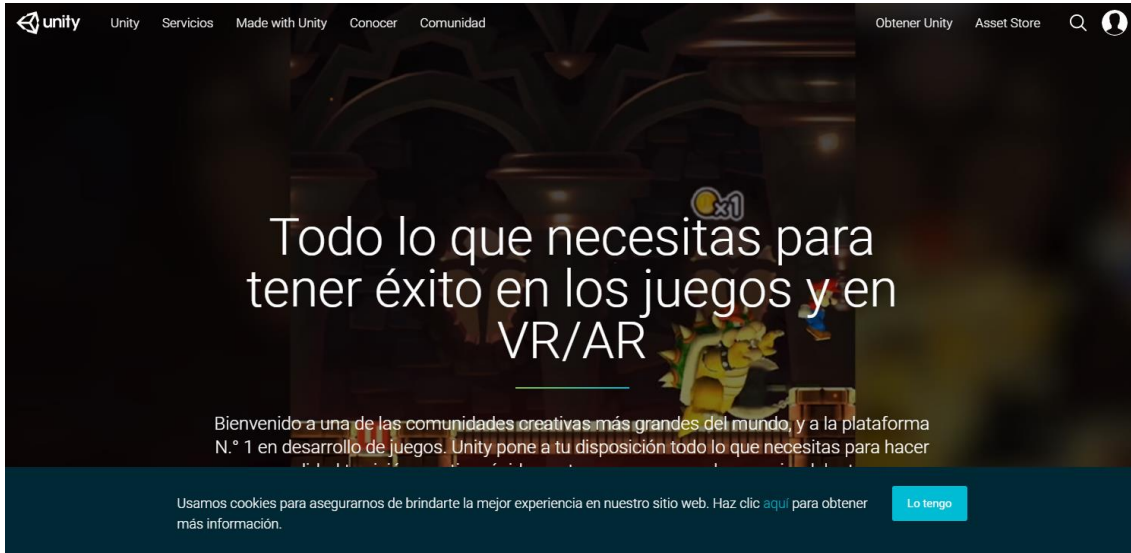 unity Unity Servicios Made with Unity Conocer Comunidad Obtener Unity Asset Store
x1
Todo lo que necesitas para
tener éxito en los juegos y en
VR/AR
Bienvenido a una de las comunidades creativas más grandes del mundo, y a la plataforma
N.° 1 en desarrollo de juegos. Unity pone a tu disposición todo lo que necesitas para hacer
Usamos cookies para asegurarnos de brindarte la mejor experiencia en nuestro sitio web. Haz clic aquí para obtener
más información.
Lo tengo